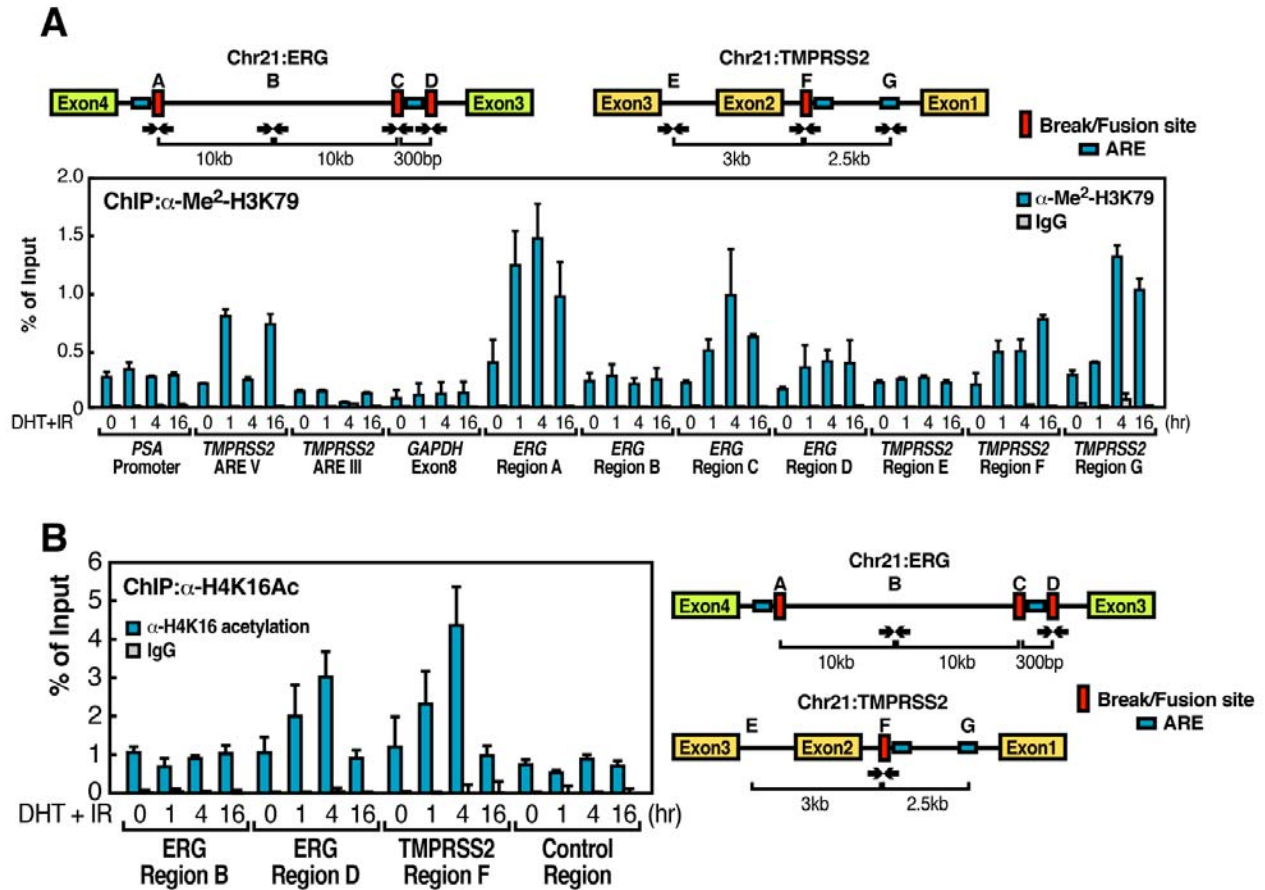 A
Chr21:ERG
A B C D
Exon4 Exon3
10kb 10kb 300bp
Chr21:TMPRSS2
E F G
Exon3 Exon2 Exon1
3kb 2.5kb
Break/Fusion site
ARE
ChIP:α-Me²-H3K79
α-Me²-H3K79
IgG
% of Input
2.0
1.5
1.0
0.5
0
DHT+IR 0 1 4 16 0 1 4 16 0 1 4 16 0 1 4 16 0 1 4 16 0 1 4 16 0 1 4 16 0 1 4 16 0 1 4 16 0 1 4 16 0 1 4 16 (hr)
PSA TMPRSS2 TMPRSS2 GAPDH ERG ERG ERG ERG TMPRSS2 TMPRSS2 TMPRSS2
Promoter ARE V ARE III Exon8 Region A Region B Region C Region D Region E Region F Region G
B
ChIP:α-H4K16Ac
α-H4K16 acetylation
IgG
% of Input
6
5
4
3
2
1
0
DHT + IR 0 1 4 16 0 1 4 16 0 1 4 16 0 1 4 16 (hr)
ERG ERG TMPRSS2 Control
Region B Region D Region F Region
Chr21:ERG
A B C D
Exon4 Exon3
10kb 10kb 300bp
Chr21:TMPRSS2
E F G
Exon3 Exon2 Exon1
3kb 2.5kb
Break/Fusion site
ARE